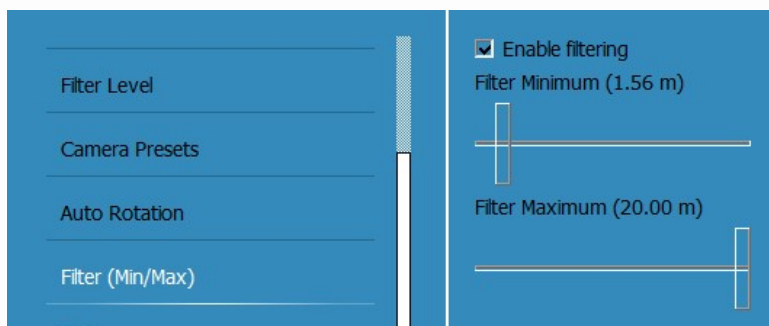 Filter Level
Camera Presets
Auto Rotation
Filter (Min/Max)
Enable filtering
Filter Minimum (1.56 m)
Filter Maximum (20.00 m)